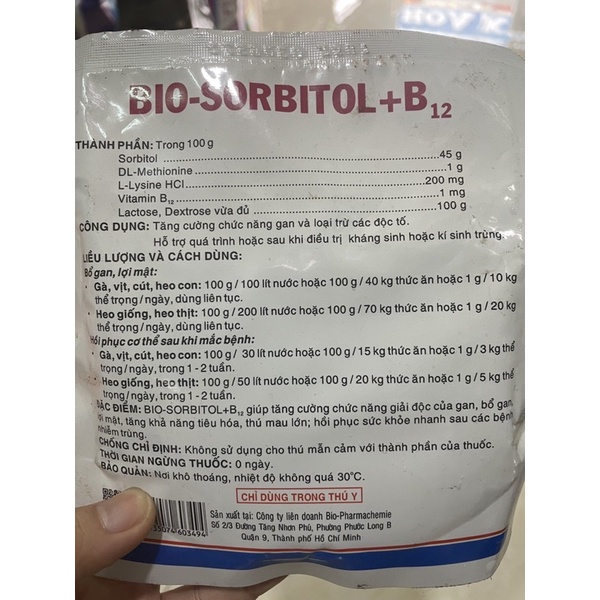 BIO-SORBITOL+B12
THÀNH PHẦN: Trong 100 g
Sorbitol ...45 g
DL-Methionine ...1 g
L-Lysine HCl ...200 mg
Vitamin B12 ...1 mg
Lactose, Dextrose vừa đủ ...100 g
CÔNG DỤNG: Tăng cường chức năng gan và loại trừ các độc tố.
Hỗ trợ quá trình hoặc sau khi điều trị kháng sinh hoặc kí sinh trùng.
LIỀU LƯỢNG VÀ CÁCH DÙNG:
Bổ gan, lợi mật:
• Gà, vịt, cút, heo con: 100 g / 100 lít nước hoặc 100 g / 40 kg thức ăn hoặc 1 g / 10 kg
thể trọng / ngày, dùng liên tục.
• Heo giống, heo thịt: 100 g / 200 lít nước hoặc 100 g / 70 kg thức ăn hoặc 1 g / 20 kg
thể trọng / ngày, dùng liên tục.
Hồi phục cơ thể sau khi mắc bệnh:
• Gà, vịt, cút, heo con: 100 g / 30 lít nước hoặc 100 g / 15 kg thức ăn hoặc 1 g / 3 kg thể
trọng / ngày, trong 1 - 2 tuần.
• Heo giống, heo thịt: 100 g / 50 lít nước hoặc 100 g / 20 kg thức ăn hoặc 1 g / 5 kg thể
trọng / ngày, trong 1 - 2 tuần.
ĐẶC ĐIỂM: BIO-SORBITOL+B12 giúp tăng cường chức năng giải độc của gan, bổ gan,
lợi mật, tăng khả năng tiêu hóa, thú mau lớn; hồi phục sức khỏe nhanh sau các bệnh
nhiễm trùng.
CHỐNG CHỈ ĐỊNH: Không sử dụng cho thú mẫn cảm với thành phần của thuốc.
THỜI GIAN NGỪNG THUỐC: 0 ngày.
BẢO QUẢN: Nơi khô thoáng, nhiệt độ không quá 30°C.
CHỈ DÙNG TRONG THÚ Y
Sản xuất tại: Công ty liên doanh Bio-Pharmachemie
Số 2/3 Đường Tăng Nhơn Phú, Phường Phước Long B
Quận 9, Thành phố Hồ Chí Minh
35074 603494